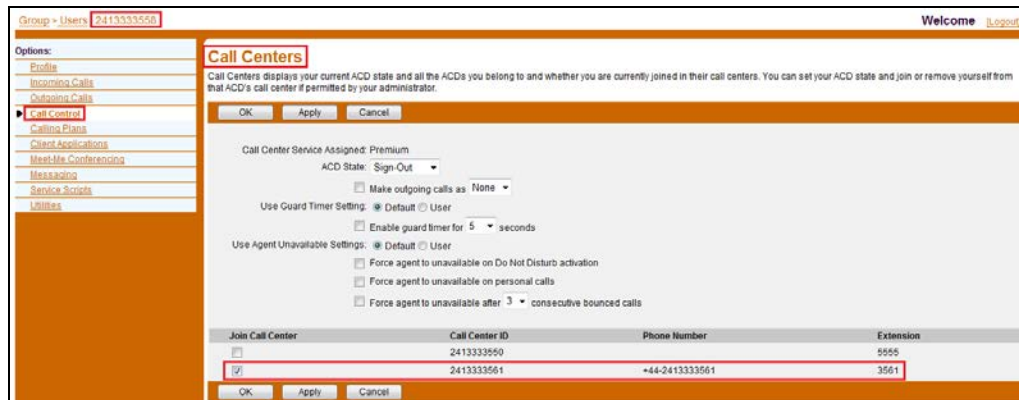 Group > Users 2413333558
Welcome [Logout]
Options:
Profile
Incoming Calls
Outgoing Calls
Call Control
Calling Plans
Client Applications
Meet-Me Conferencing
Messaging
Service Scripts
Utilities
Call Centers
Call Centers displays your current ACD state and all the ACDs you belong to and whether you are currently joined in their call centers. You can set your ACD state and join or remove yourself from
that ACD's call center if permitted by your administrator.
OK Apply Cancel
Call Center Service Assigned: Premium
ACD State: Sign-Out
Make outgoing calls as None
Use Guard Timer Setting: Default User
Enable guard timer for 5 seconds
Use Agent Unavailable Settings: Default User
Force agent to unavailable on Do Not Disturb activation
Force agent to unavailable on personal calls
Force agent to unavailable after 3 consecutive bounced calls
Join Call Center Call Center ID Phone Number Extension
2413333550 5555
2413333561 +44-2413333561 3561
OK Apply Cancel